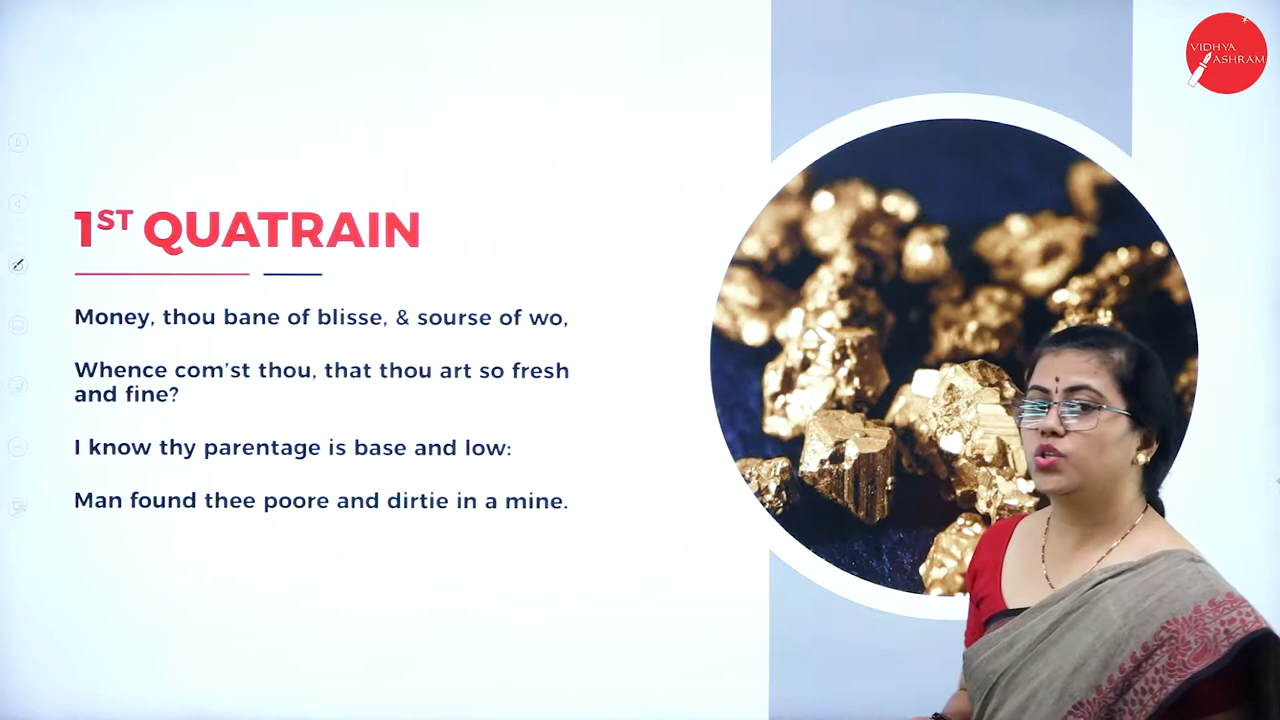 VIDHYA
ASHRAM
1ST QUATRAIN
Money, thou bane of blisse, & sourse of wo,
Whence com'st thou, that thou art so fresh
and fine?
I know thy parentage is base and low:
Man found thee poore and dirtie in a mine.